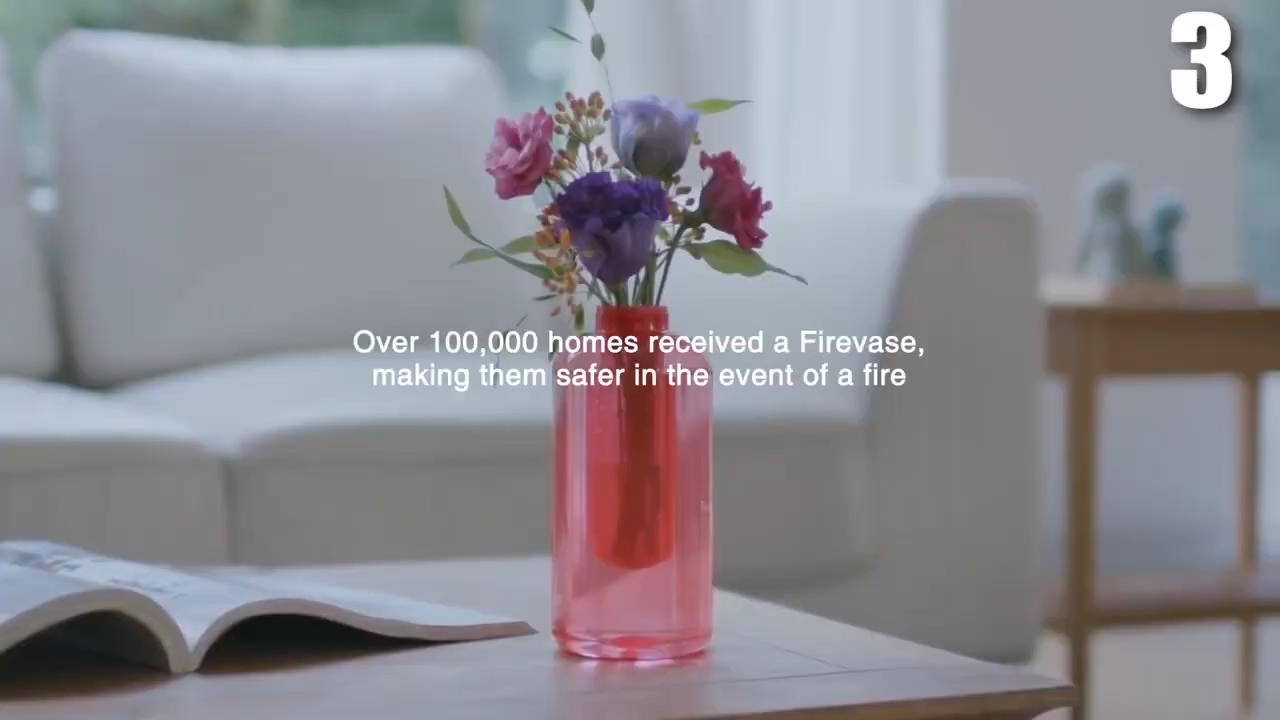 3
Over 100,000 homes received a Firevase,
making them safer in the event of a fire